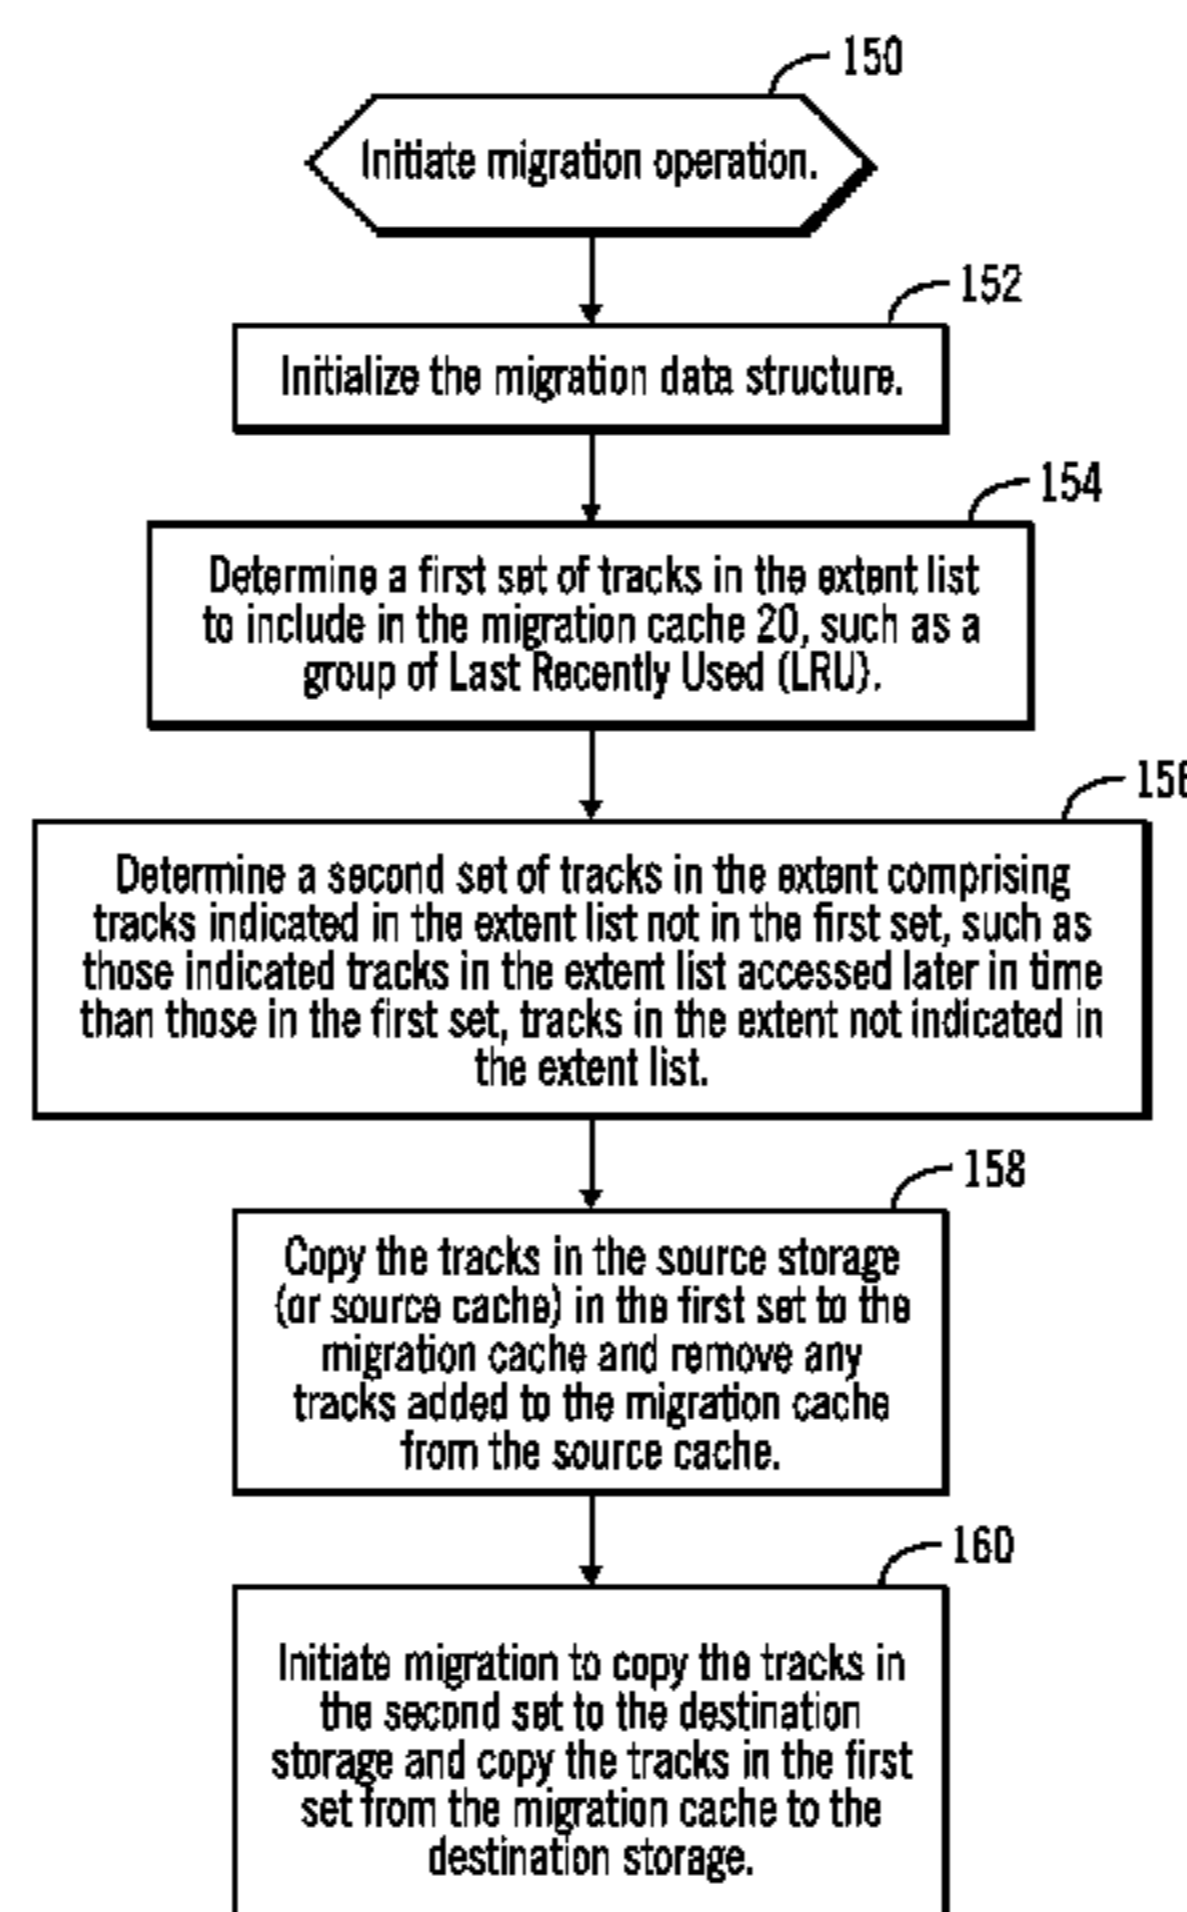 150
Initiate migration operation.
152
Initialize the migration data structure.
154
Determine a first set of tracks in the extent list
to include in the migration cache 20, such as a
group of Last Recently Used (LRU).
156
Determine a second set of tracks in the extent comprising
tracks indicated in the extent list not in the first set, such as
those indicated tracks in the extent list accessed later in time
than those in the first set, tracks in the extent not indicated in
the extent list.
158
Copy the tracks in the source storage
(or source cache) in the first set to the
migration cache and remove any
tracks added to the migration cache
from the source cache.
160
Initiate migration to copy the tracks in
the second set to the destination
storage and copy the tracks in the first
set from the migration cache to the
destination storage.